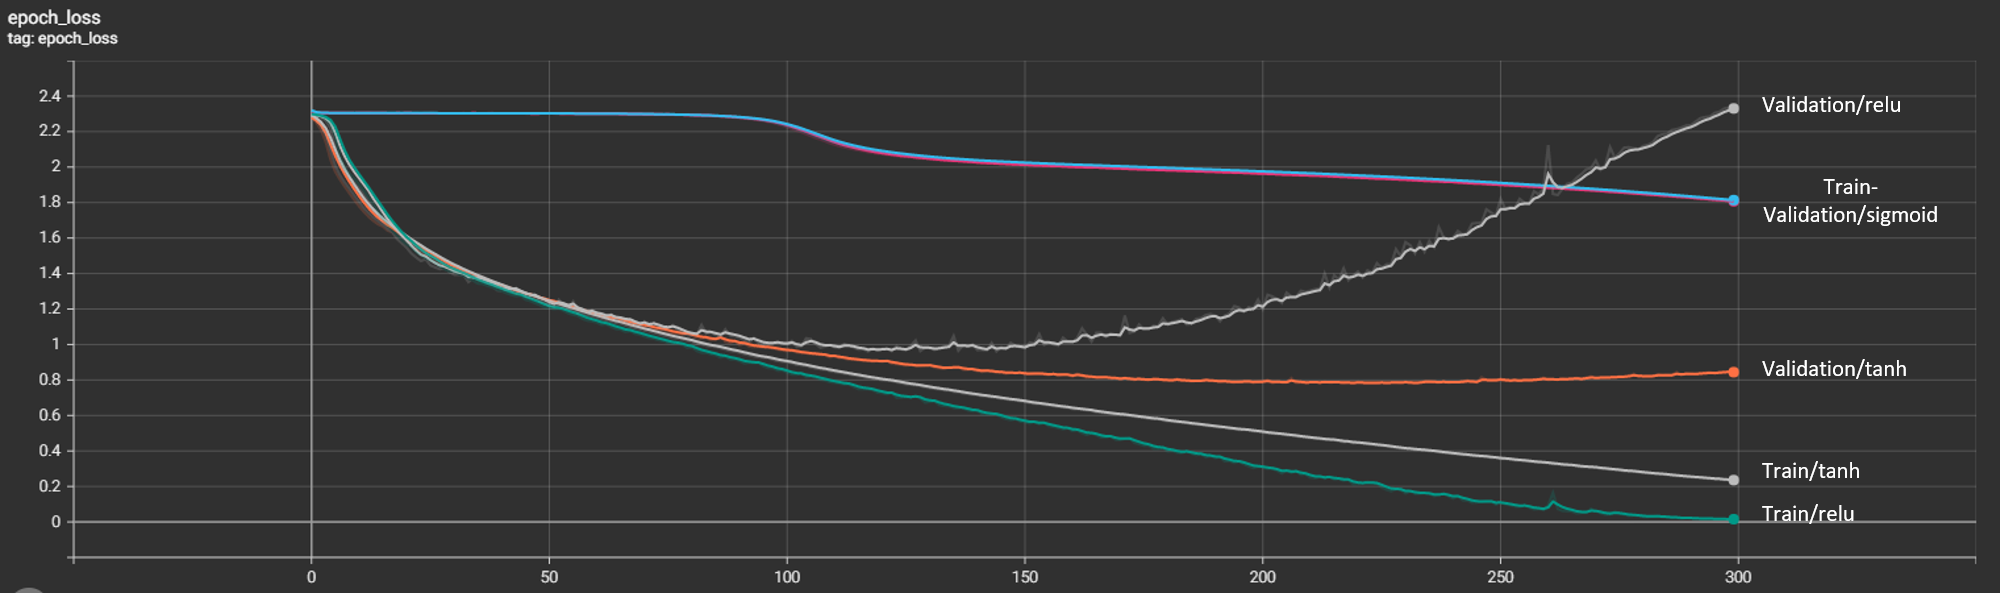 epoch_loss
tag: epoch_loss
2.4
2.2
2
1.8
1.6
1.4
1.2
1
0.8
0.6
0.4
0.2
0
0
50
100
150
200
250
300
Validation/relu
Train-
Validation/sigmoid
Validation/tanh
Train/tanh
Train/relu